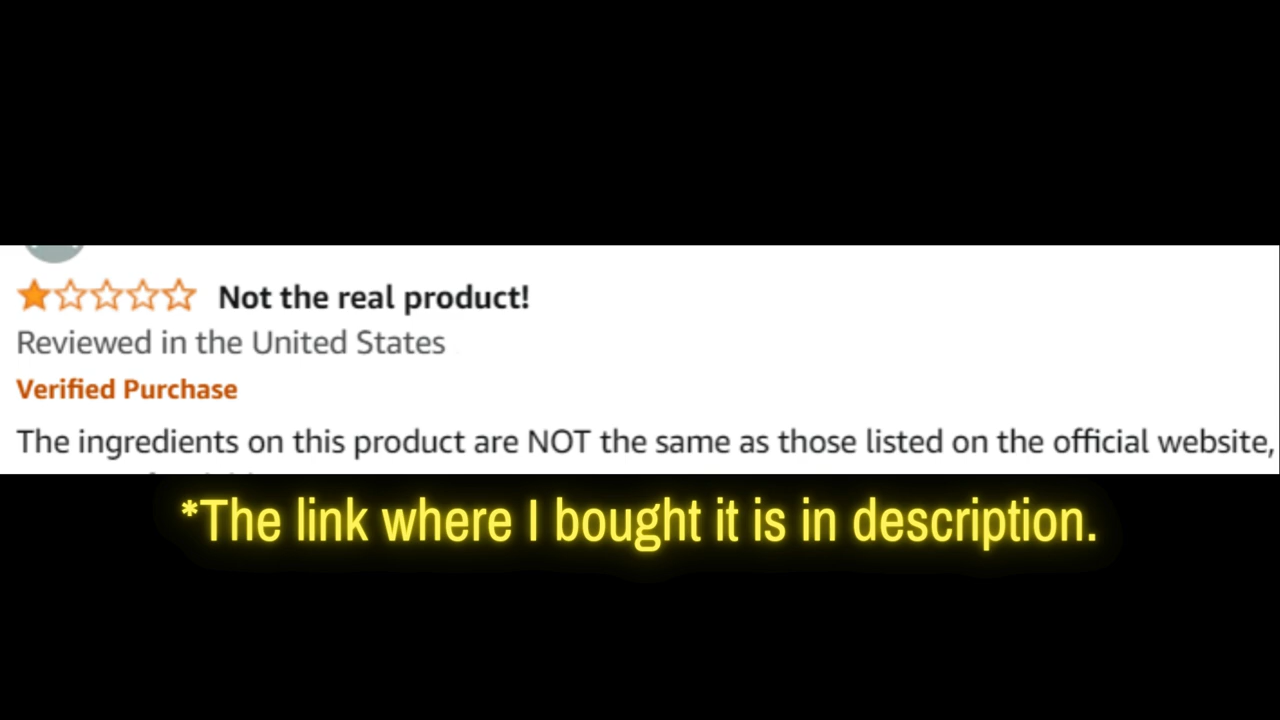 Not the real product!
Reviewed in the United States
Verified Purchase
The ingredients on this product are NOT the same as those listed on the official website,
*The link where I bought it is in description.